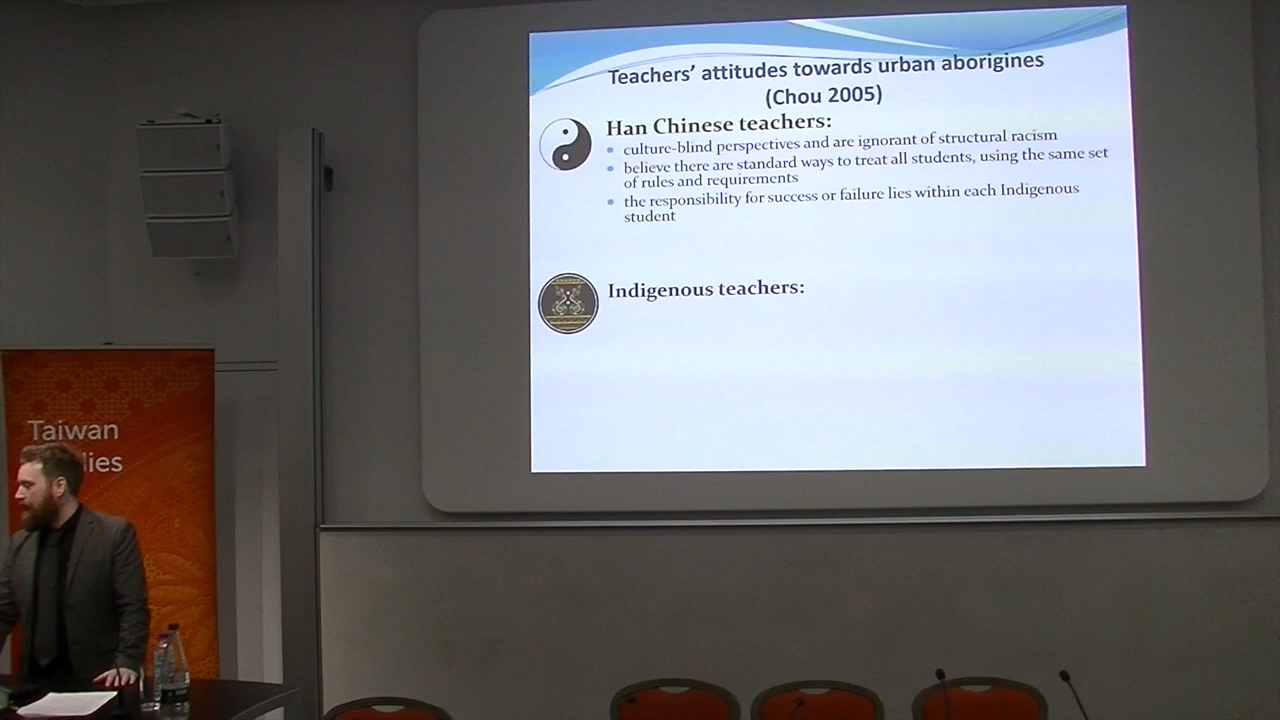 Teachers' attitudes towards urban aborigines
(Chou 2005)
Han Chinese teachers:
culture-blind perspectives and are ignorant of structural racism
believe there are standard ways to treat all students, using the same set
of rules and requirements
the responsibility for success or failure lies within each Indigenous
student
Indigenous teachers:
Taiwan
lies